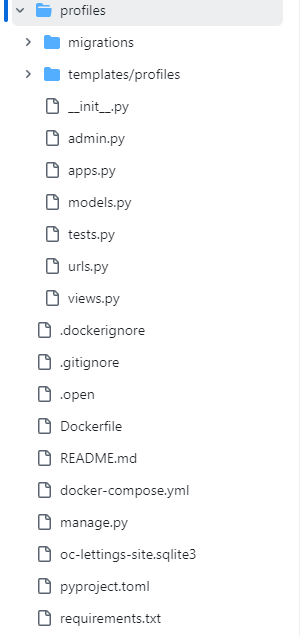 profiles
migrations
templates/profiles
__init__.py
admin.py
apps.py
models.py
tests.py
urls.py
views.py
.dockerignore
.gitignore
.open
Dockerfile
README.md
docker-compose.yml
manage.py
oc-lettings-site.sqlite3
pyproject.toml
requirements.txt